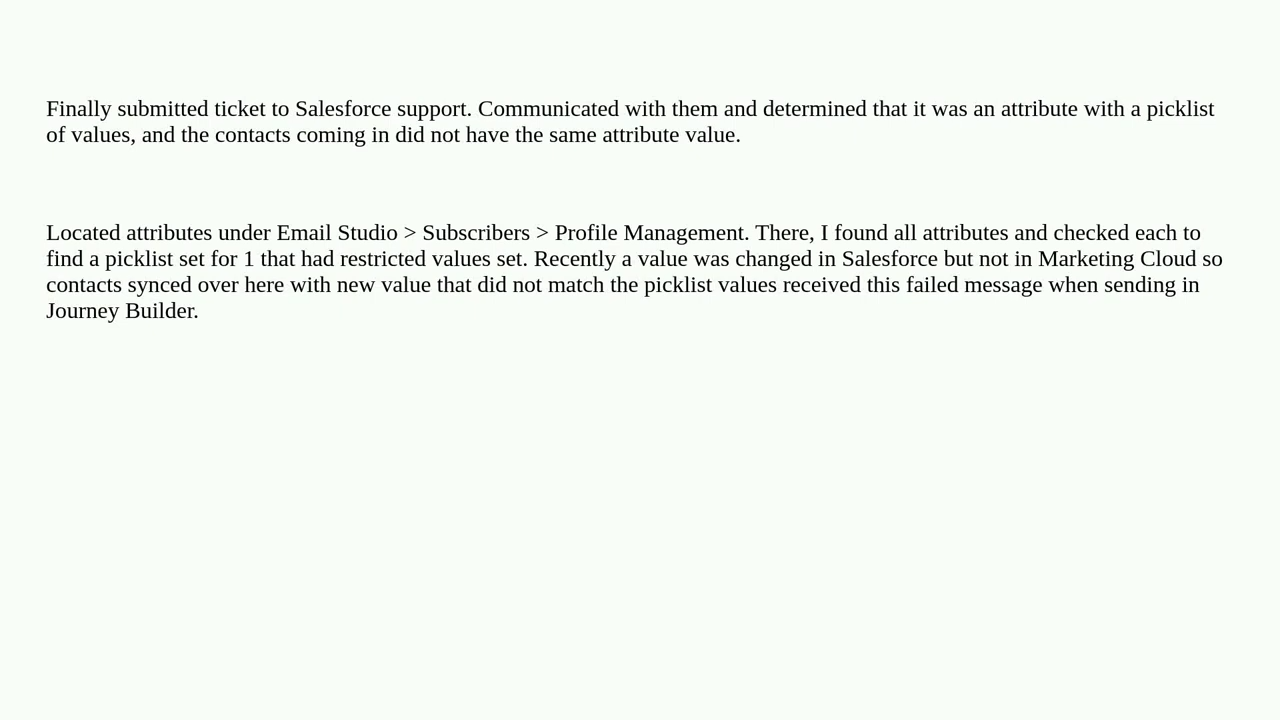 Finally submitted ticket to Salesforce support. Communicated with them and determined that it was an attribute with a picklist
of values, and the contacts coming in did not have the same attribute value.
Located attributes under Email Studio > Subscribers > Profile Management. There, I found all attributes and checked each to
find a picklist set for 1 that had restricted values set. Recently a value was changed in Salesforce but not in Marketing Cloud so
contacts synced over here with new value that did not match the picklist values received this failed message when sending in
Journey Builder.